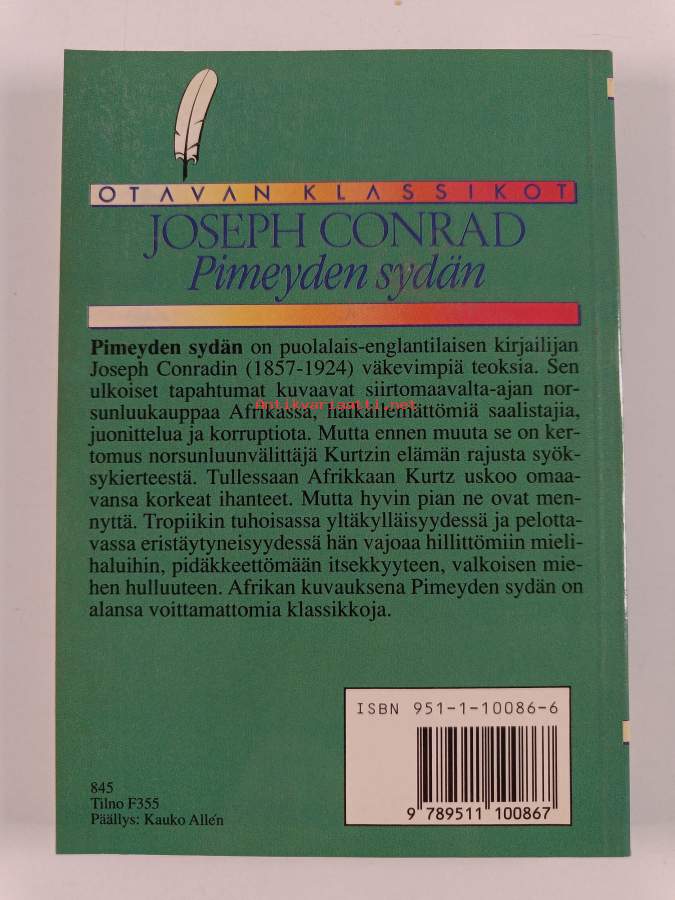 OTAVAN KLASSIKOT
JOSEPH CONRAD
Pimeyden sydän
Pimeyden sydän on puolalais-englantilaisen kirjailijan
Joseph Conradin (1857-1924) väkevimpiä teoksia. Sen
ulkoiset tapahtumat kuvaavat siirtomaavalta-ajan nor-
sunluukauppaa Afrikassa, häikäilemättömiä saalistajia,
Antikvariaatti.net
juonittelua ja korruptiota. Mutta ennen muuta se on ker-
tomus norsunluunvälittäjä Kurtzin elämän rajusta syök-
sykierteestä. Tullessaan Afrikkaan Kurtz uskoo omaa-
vansa korkeat ihanteet. Mutta hyvin pian ne ovat men-
nyttä. Tropiikin tuhoisassa yltäkylläisyydessä ja pelotta-
vassa eristäytyneisyydessä hän vajoaa hillittömiin mieli-
haluihin, pidäkkeettömään itsekkyyteen, valkoisen mie-
hen hulluuteen. Afrikan kuvauksena Pimeyden sydän on
alansa voittamattomia klassikkoja.
ISBN 951-1-10086-6
9 789511 100867
845
Tilno F355
Päällys: Kauko Allén